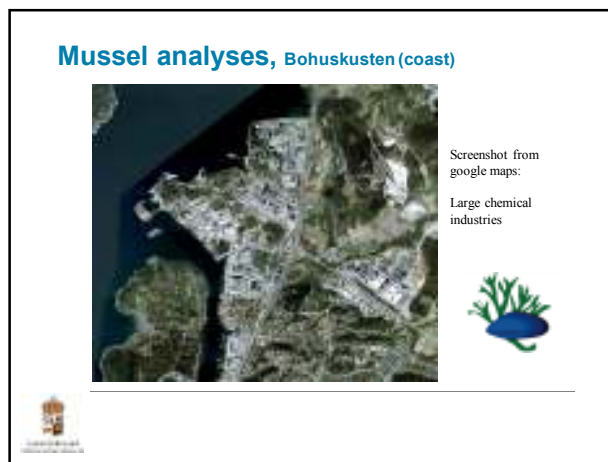 Mussel analyses, Bohuskusten (coast)
Screenshot from
google maps:
Large chemical
industries